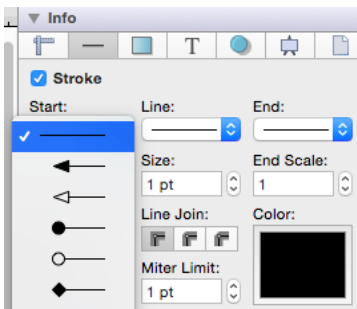 Info
T
Stroke
Start: Line: End:
Size: End Scale:
1 pt 1
Line Join: Color:
Miter Limit:
1 pt